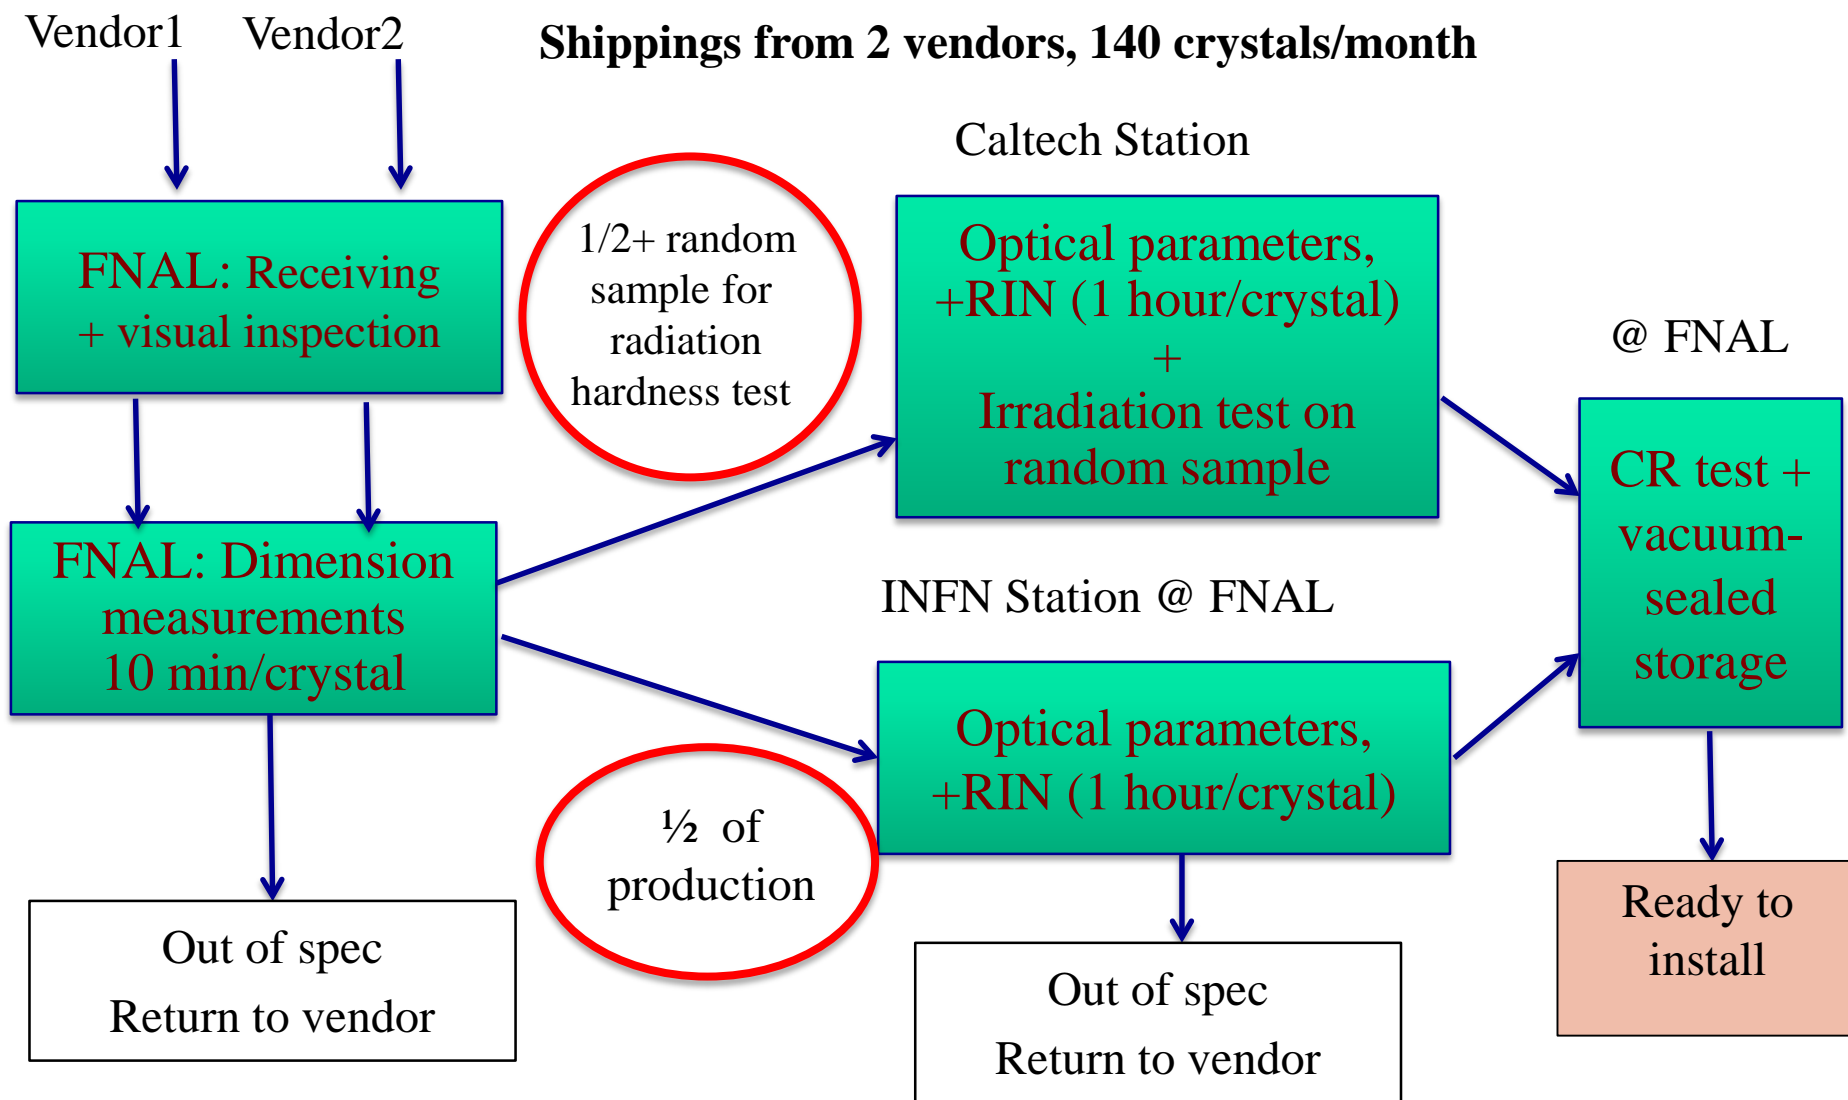 Vendor1
Vendor2
Shippings from 2 vendors, 140 crystals/month
Caltech Station
FNAL: Receiving
+ visual inspection
1/2+ random
sample for
radiation
hardness test
Optical parameters,
+RIN (1 hour/crystal)
+
Irradiation test on
random sample
@ FNAL
CR test +
vacuum-
sealed
storage
FNAL: Dimension
measurements
10 min/crystal
INFN Station @ FNAL
Optical parameters,
+RIN (1 hour/crystal)
½ of
production
Out of spec
Return to vendor
Out of spec
Return to vendor
Ready to
install